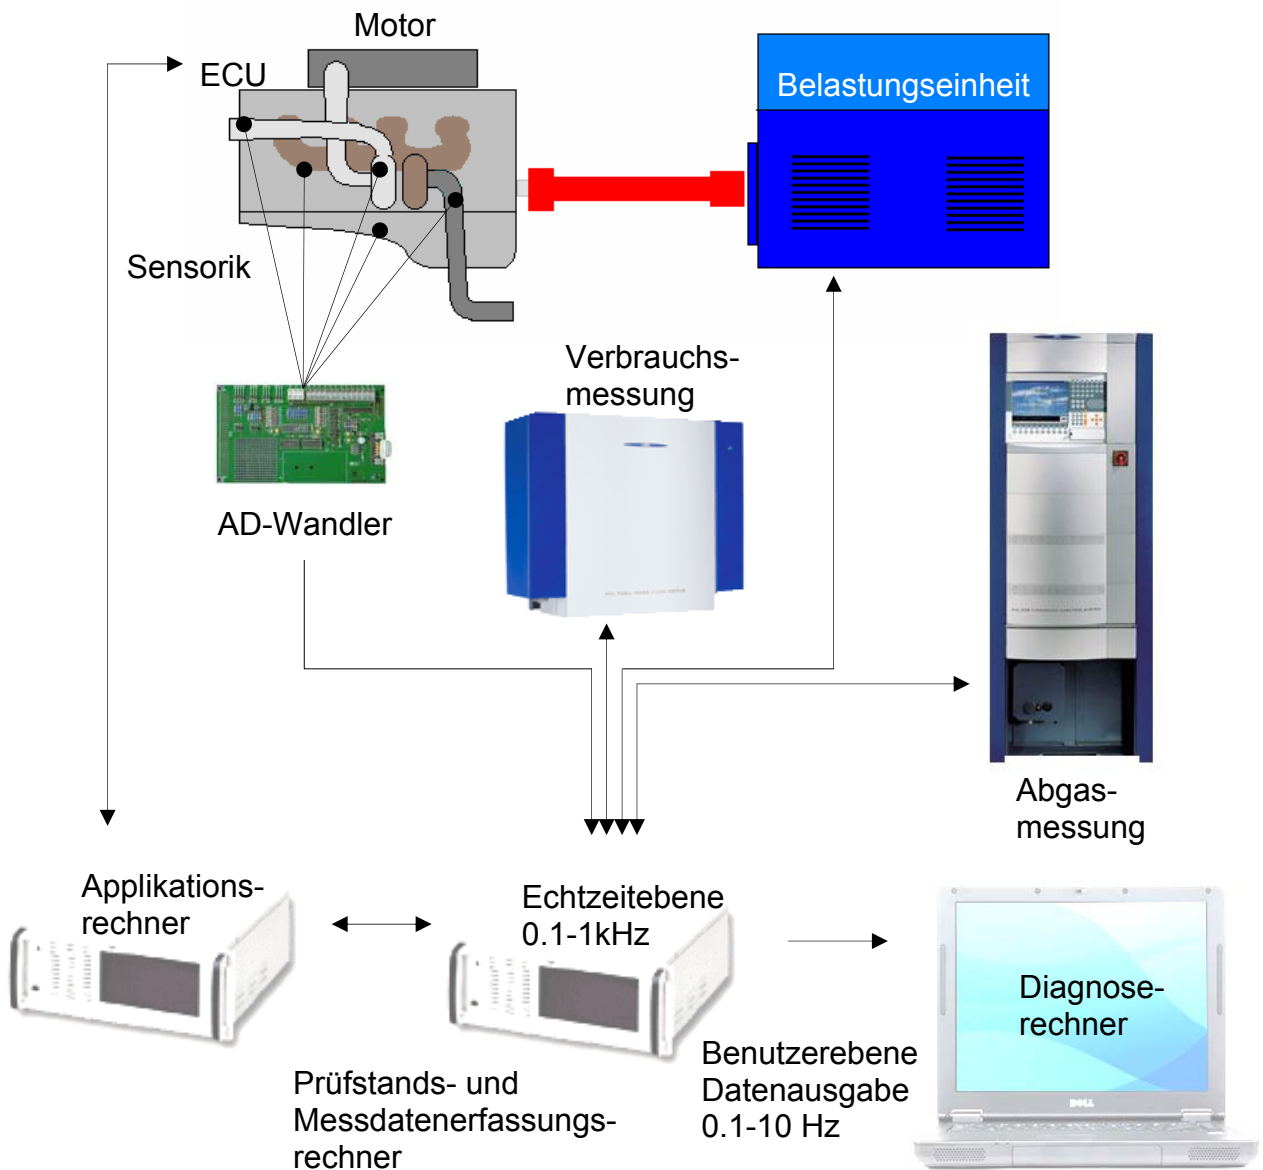 Motor
ECU
Belastungseinheit
Sensorik
Verbrauchs-
messung
AD-Wandler
Abgas-
messung
Applikations-
rechner
Echtzeitebene
0.1-1kHz
Diagnose-
rechner
DELL
Benutzerebene
Datenausgabe
0.1-10 Hz
Prüfstands- und
Messdatenerfassungs-
rechner